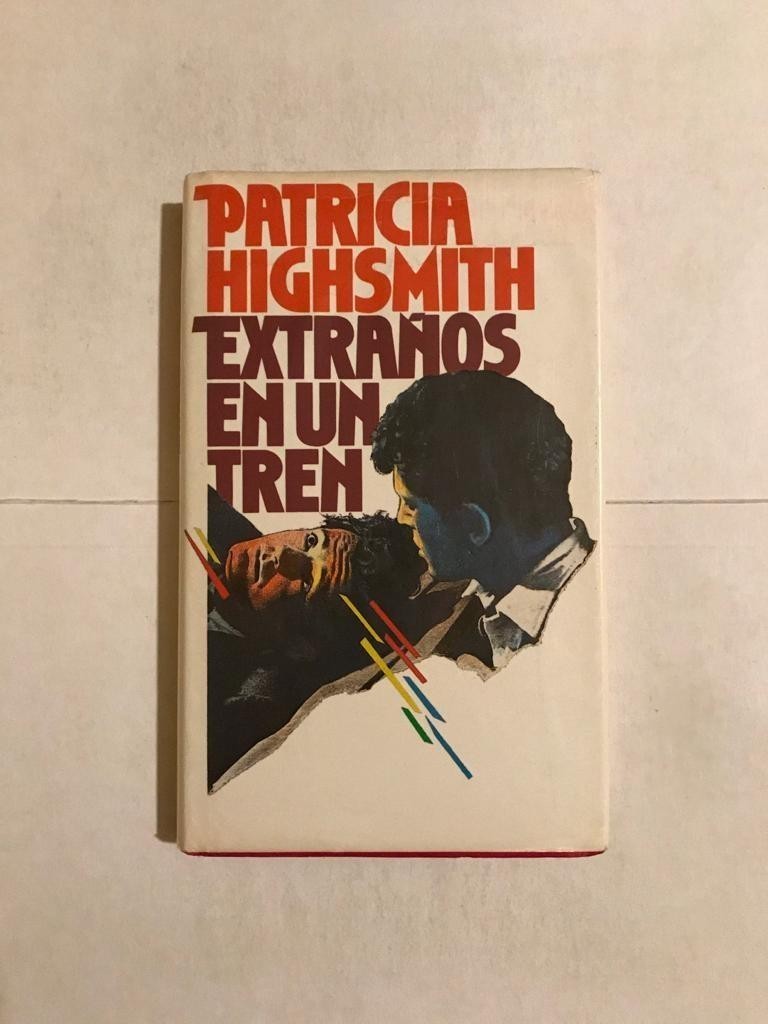 PATRICIA
HIGHSMITH
EXTRAÑOS
EN UN
TREN